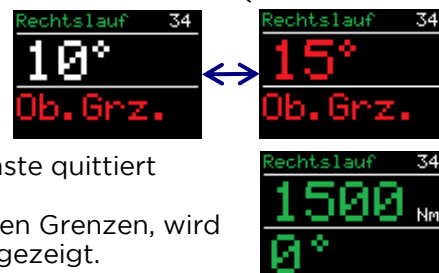 Rechtslauf 34
10°
Ob.Grz.
Rechtslauf 34
15°
Ob.Grz.
ste quittiert
en Grenzen, wird
gezeigt.
Rechtslauf 34
1500 Nm
0°